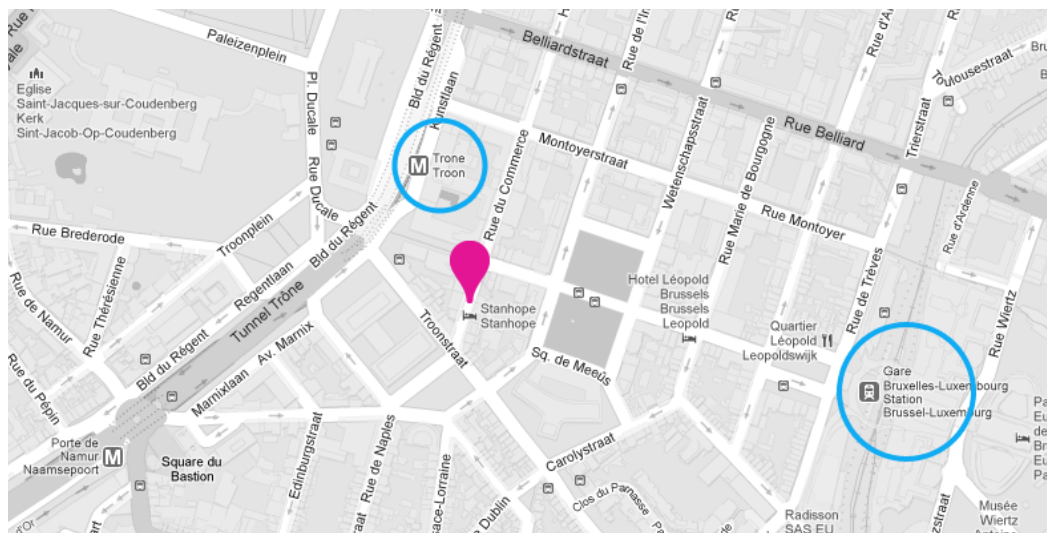 Paleizenplein
Eglise
Saint-Jacques-sur-Coudenberg
Kerk
Sint-Jacob-Op-Coudenberg
Pl. Ducale
Rue Ducale
Bld du Régent
Kunstlaan
M
Trone
Troon
Belliardstraat
Rue Belliard
Rue du Commerce
Montoyerstraat
Rue Montoyer
Wetenschapsstraat
Rue Marie de Bourgogne
Toulousestraat
Trierstraat
Rue d'Ardenne
Rue de Trèves
Rue Wiertz
Rue Brederode
Troonplein
Rue Thérésienne
Rue de Namur
Regentlaan
Bld du Régent
Bld du Régent
Tunnel Trône
Av. Marnix
Marnixlaan
Troonstraat
Stanhope
Stanhope
Hotel Léopold
Brussels
Brussels
Leopold
Quartier
Léopold
Leopoldswijk
Sq. de Meeûs
Gare
Bruxelles-Luxembourg
Station
Brussel-Luxemburg
Rue du Pépin
Porte de
Namur
Naamsepoort
M
Square du
Bastion
Edinburgstraat
Rue de Naples
Carolystraat
Clos du Parnasse
Radisson
SAS EU
Musée
Wiertz